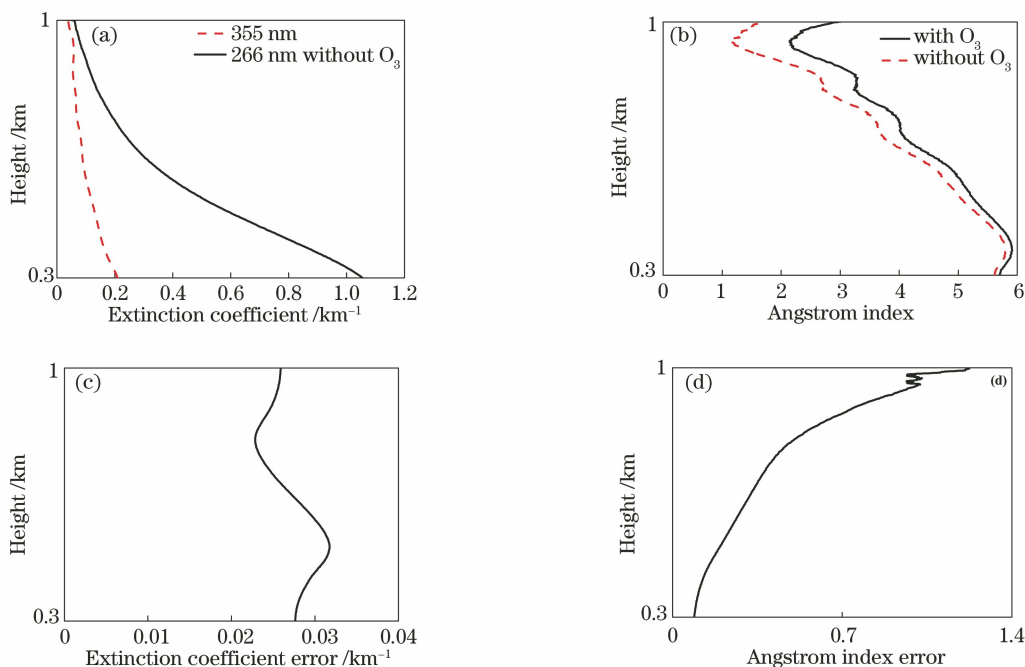 1
(a)
355 nm
266 nm without O₃
Height /km
0.3
0 0.2 0.4 0.6 0.8 1.0 1.2
Extinction coefficient /km⁻¹
1
(b)
with O₃
without O₃
Height /km
0.3
0 1 2 3 4 5 6
Angstrom index
1
(c)
Height /km
0.3
0 0.01 0.02 0.03 0.04
Extinction coefficient error /km⁻¹
1
(d)
(d)
Height /km
0.3
0 0.7 1.4
Angstrom index error